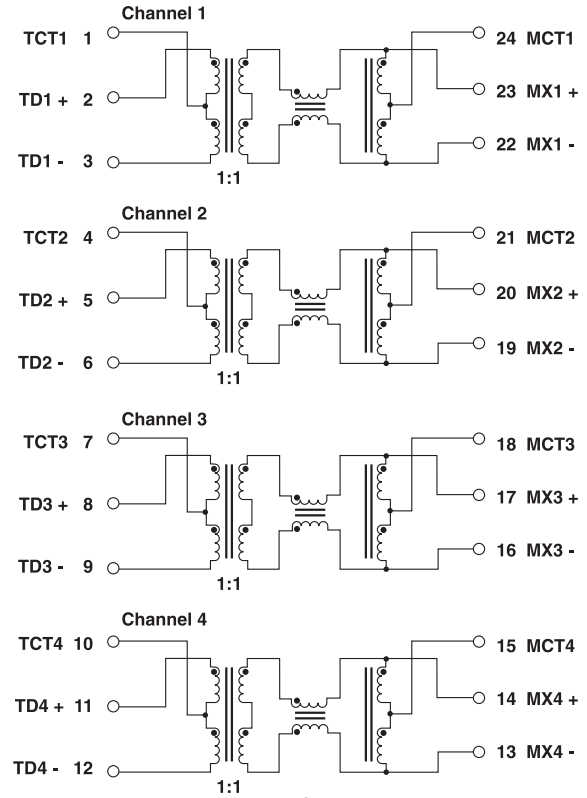 Channel 1
TCT1 1
24 MCT1
TD1 + 2
23 MX1 +
TD1 - 3
22 MX1 -
1:1
Channel 2
TCT2 4
21 MCT2
TD2 + 5
20 MX2 +
TD2 - 6
19 MX2 -
1:1
Channel 3
TCT3 7
18 MCT3
TD3 + 8
17 MX3 +
TD3 - 9
16 MX3 -
1:1
Channel 4
TCT4 10
15 MCT4
TD4 + 11
14 MX4 +
TD4 - 12
13 MX4 -
1:1